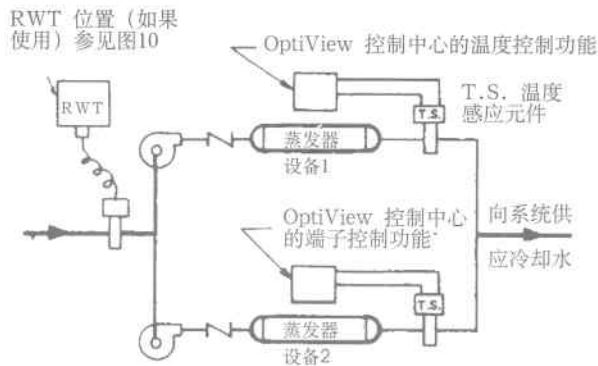 RWT 位置（如果
使用）参见图10
OptiView 控制中心的温度控制功能
RWT
T.S.
T.S. 温度
感应元件
蒸发器
设备1
OptiView 控制中心
的端子控制功能
向系统供
应冷却水
T.S.
蒸发器
设备2